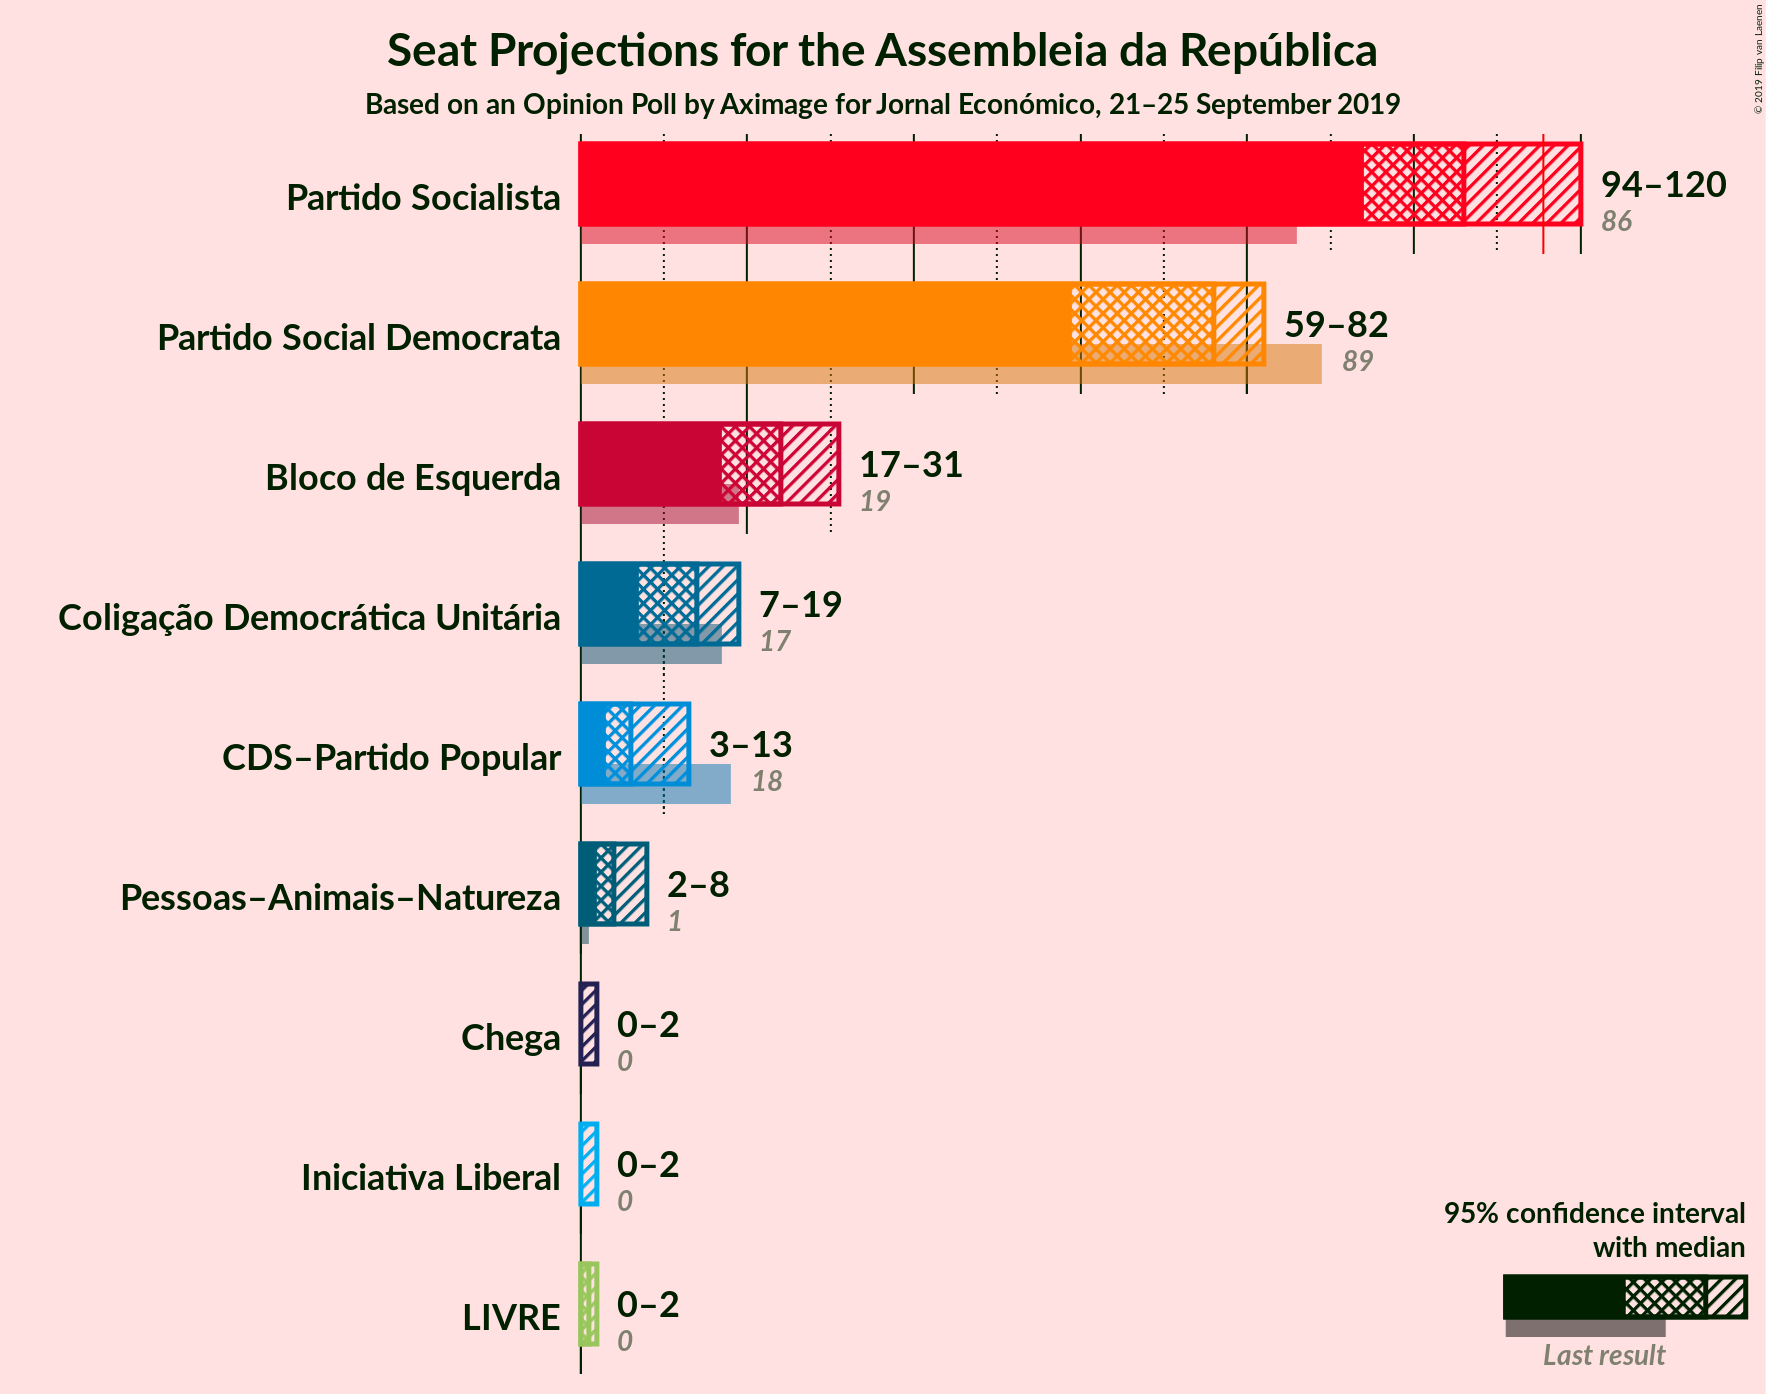 Seat Projections for the Assembleia da República
Based on an Opinion Poll by Aximage for Jornal Económico, 21–25 September 2019
© 2019 Filip van Laenen
Partido Socialista
94–120
86
Partido Social Democrata
59–82
89
Bloco de Esquerda
17–31
19
Coligação Democrática Unitária
7–19
17
CDS–Partido Popular
3–13
18
Pessoas–Animais–Natureza
2–8
1
Chega
0–2
0
Iniciativa Liberal
0–2
0
LIVRE
0–2
0
95% confidence interval
with median
Last result